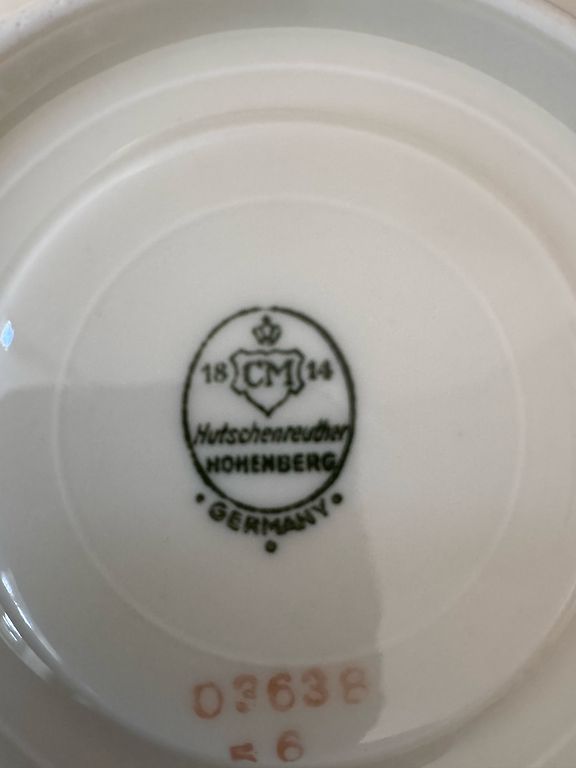 18 CM 14
Hutschenreuther
HOHENBERG
GERMANY
03638
6